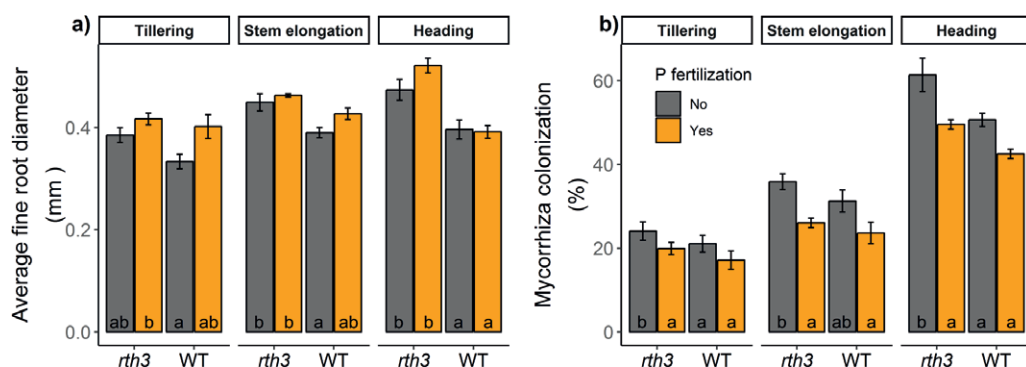 a)
Tillering
Stem elongation
Heading
Average fine root diameter
(mm )
0.4
0.2
0.0
ab
b
a
ab
b
b
a
ab
b
b
a
a
rth3
WT
rth3
WT
rth3
WT
b)
Tillering
Stem elongation
Heading
Mycorrhiza colonization
(%)
60
40
20
0
P fertilization
No
Yes
b
a
a
a
b
a
ab
a
b
a
a
a
rth3
WT
rth3
WT
rth3
WT